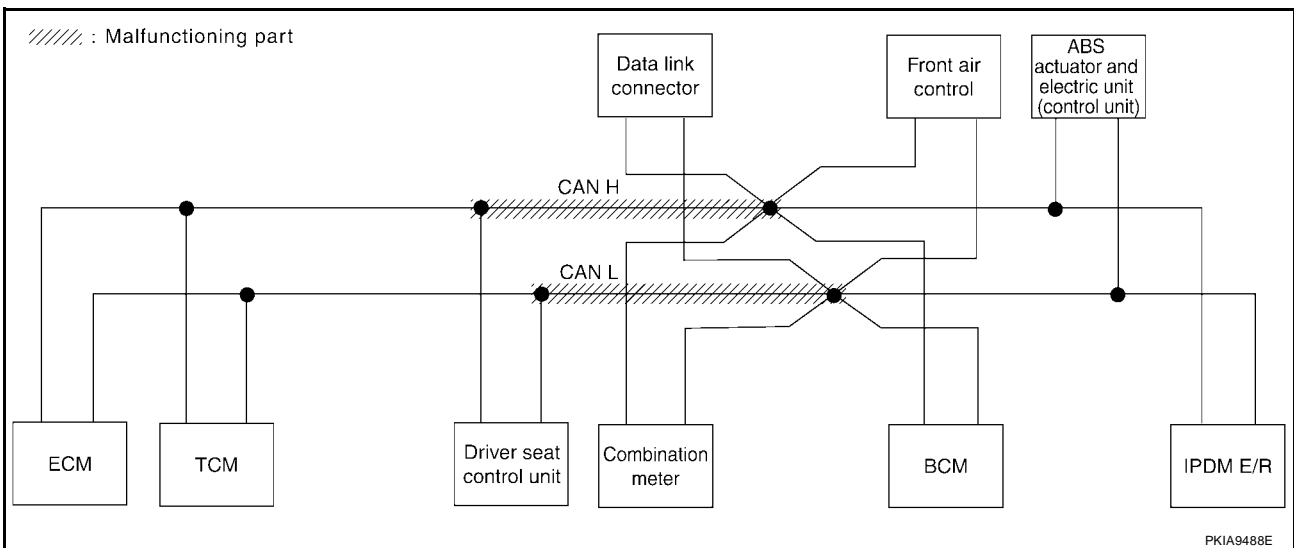 : Malfunctioning part
Data link
connector
Front air
control
ABS
actuator and
electric unit
(control unit)
CAN H
CAN L
ECM
TCM
Driver seat
control unit
Combination
meter
BCM
IPDM E/R
PKIA9488E